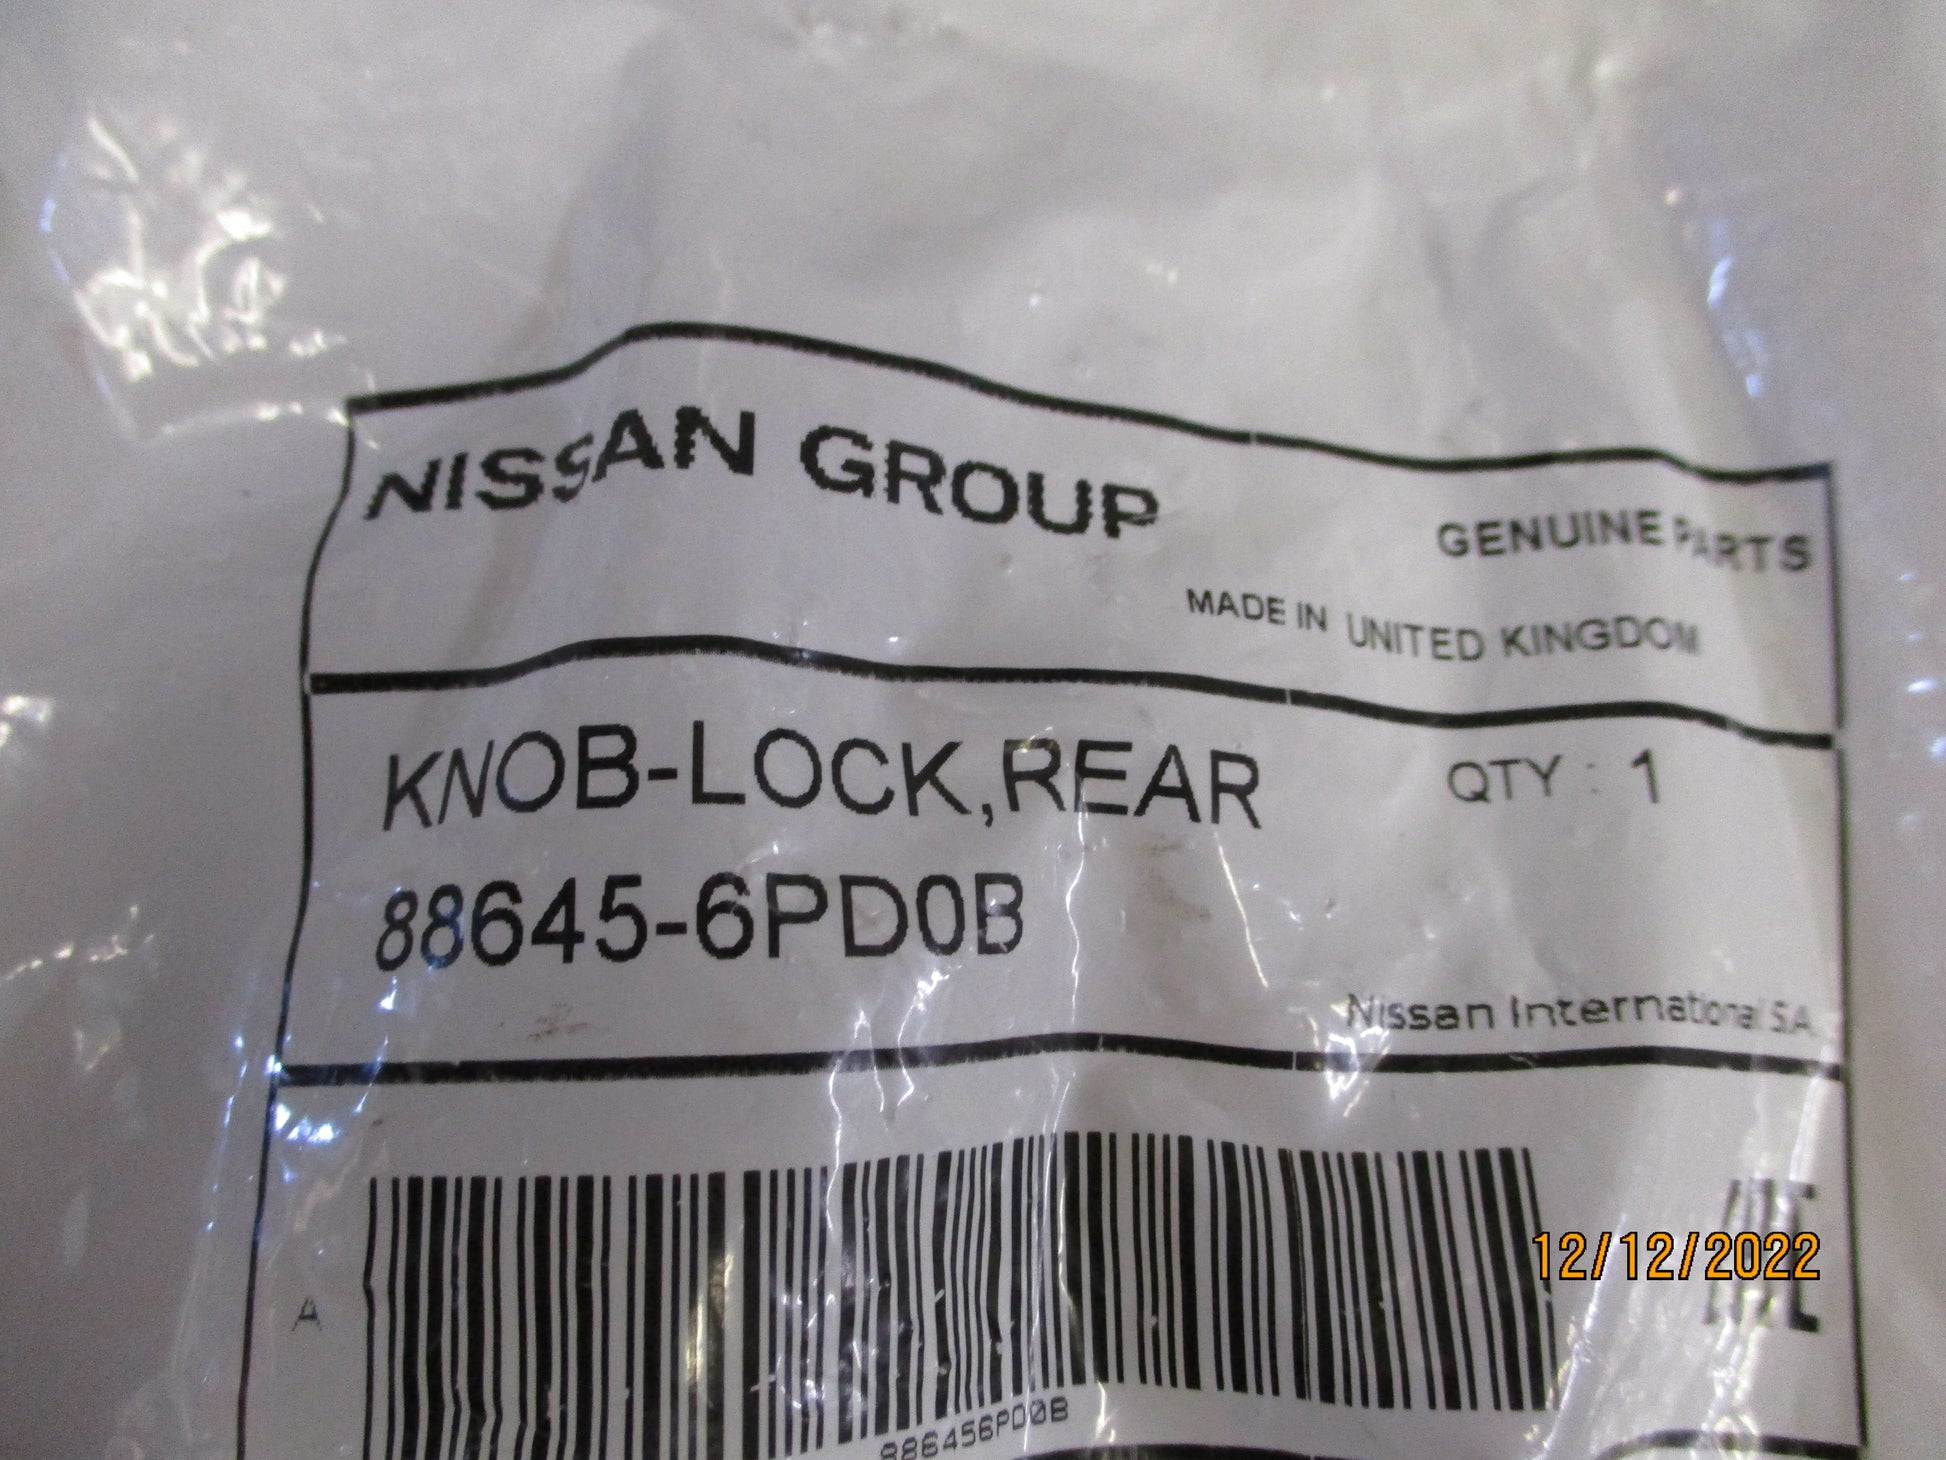 NISSAN GROUP
GENUINE PARTS
MADE IN UNITED KINGDOM
KNOB-LOCK,REAR QTY : 1
88645-6PD0B
Nissan International S.A.
12/12/2022
A
886456PD0B